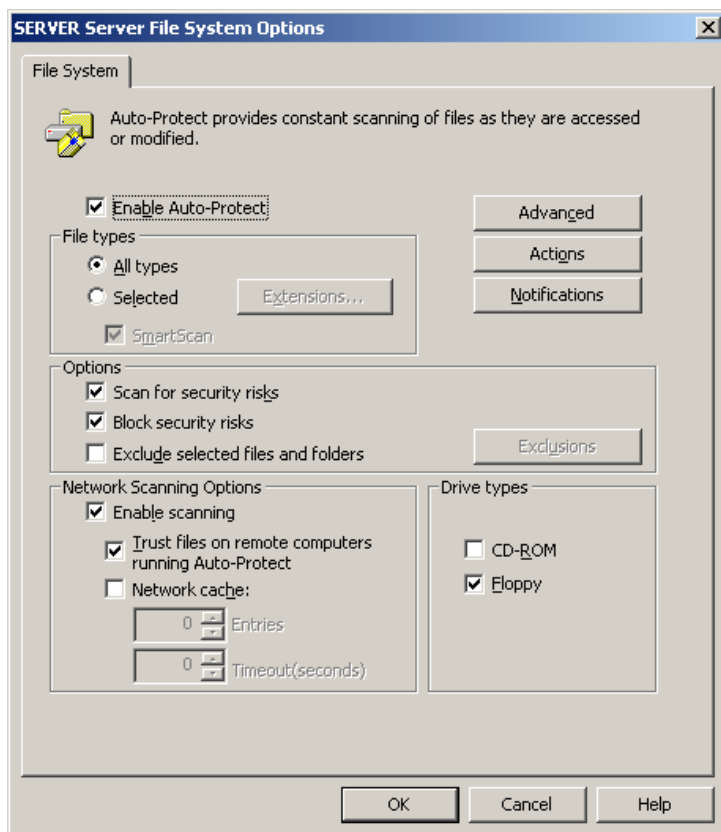 SERVER Server File System Options
File System
Auto-Protect provides constant scanning of files as they are accessed
or modified.
Enable Auto-Protect
Advanced
File types
Actions
All types
Selected
Extensions...
Notifications
SmartScan
Options
Scan for security risks
Block security risks
Exclude selected files and folders
Exclusions
Network Scanning Options
Drive types
Enable scanning
Trust files on remote computers
running Auto-Protect
CD-ROM
Network cache:
Floppy
0 Entries
0 Timeout(seconds)
OK
Cancel
Help